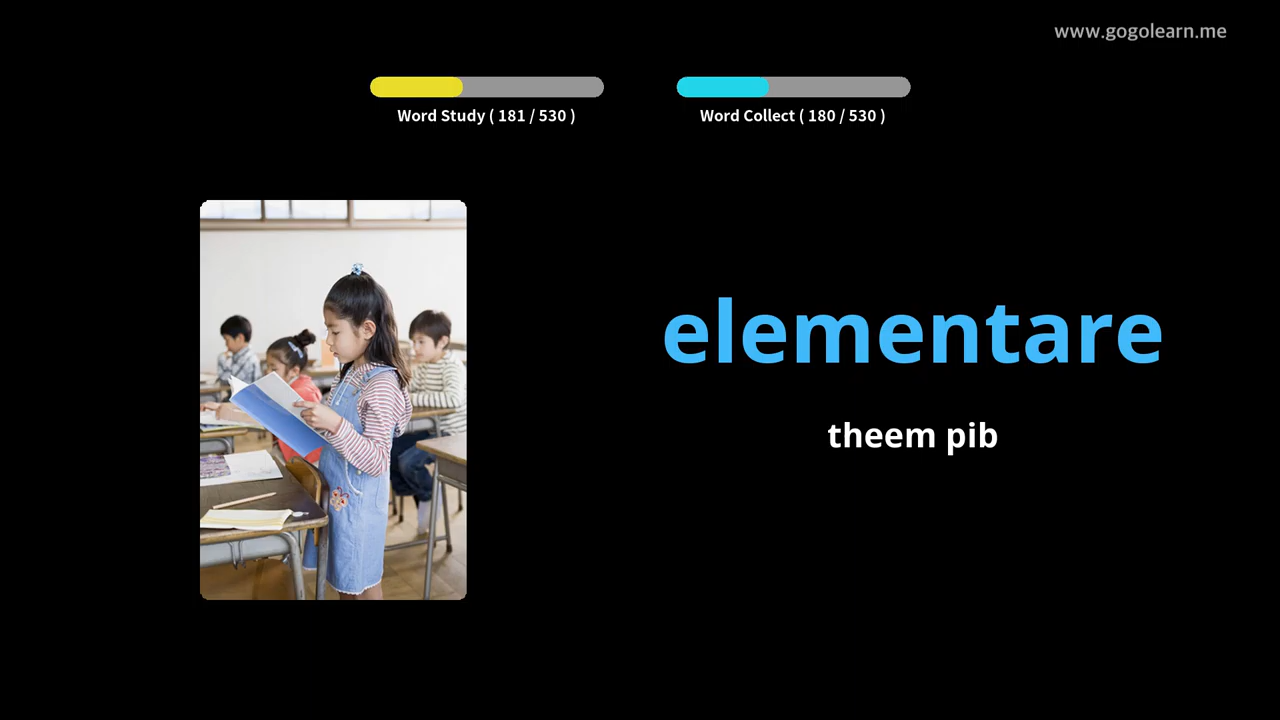 www.gogolearn.me
Word Study ( 181 / 530 )
Word Collect ( 180 / 530 )
elementare
theem pib